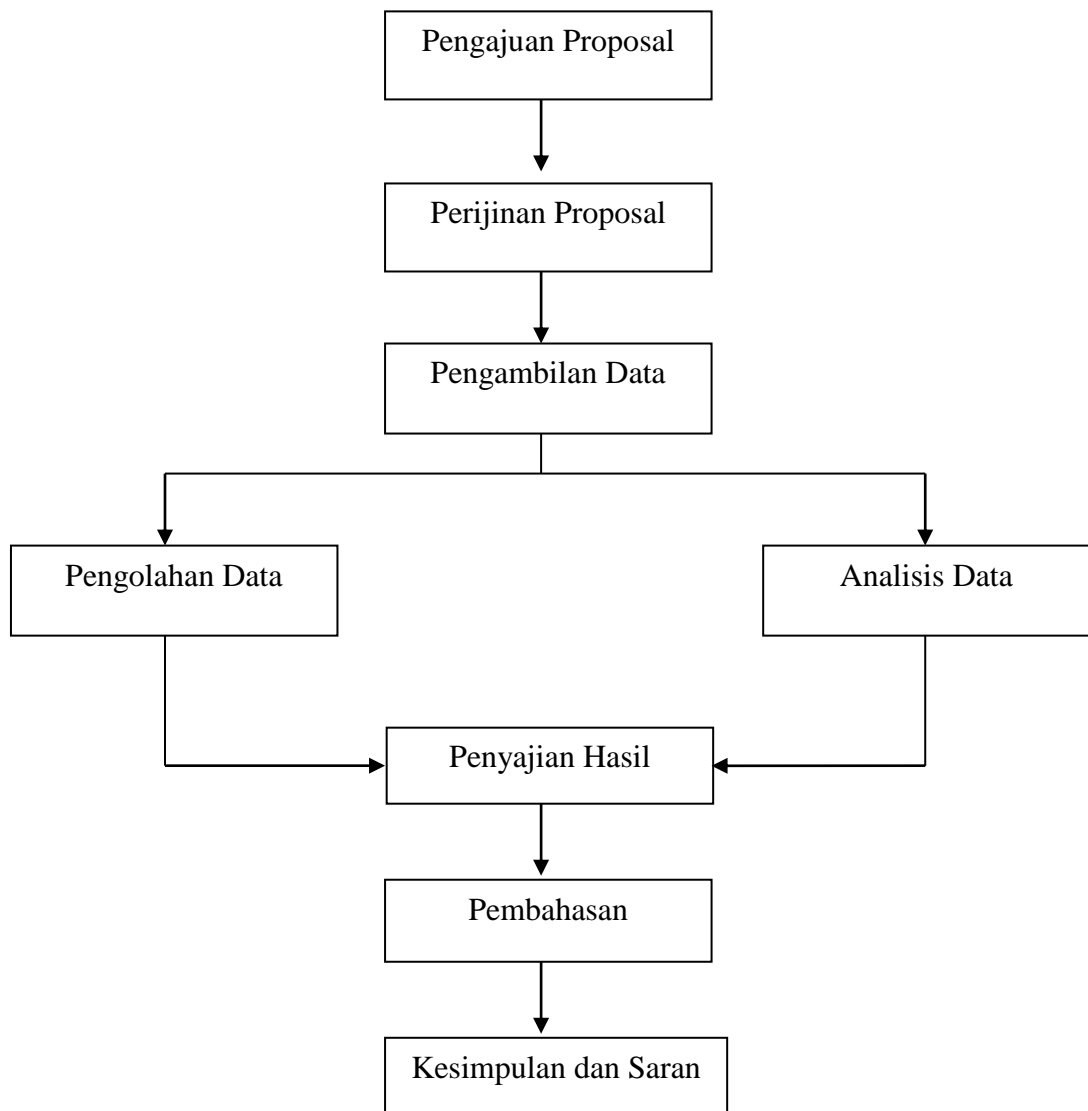 Pengajuan Proposal
Perijinan Proposal
Pengambilan Data
Pengolahan Data
Analisis Data
Penyajian Hasil
Pembahasan
Kesimpulan dan Saran